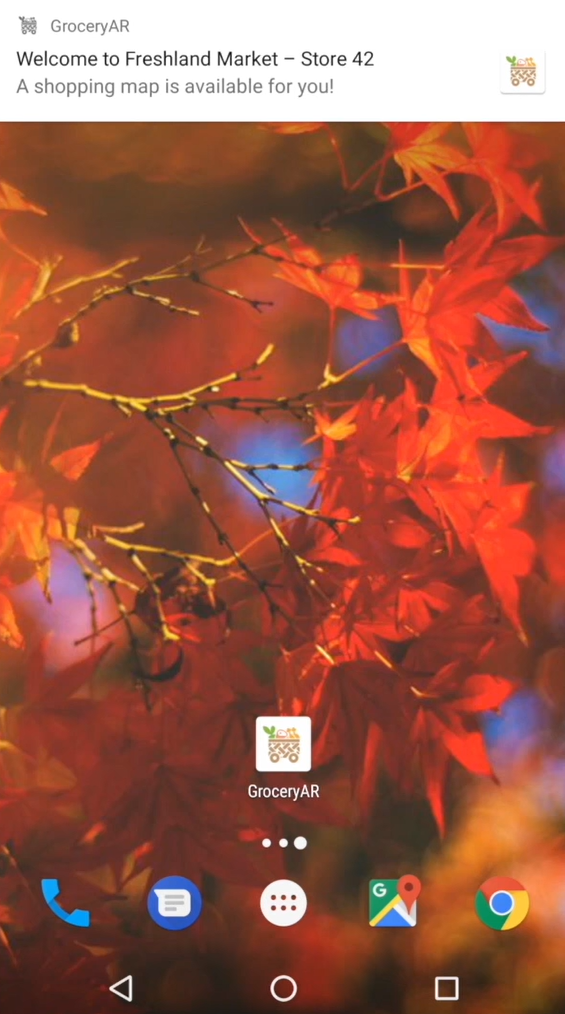 GroceryAR
Welcome to Freshland Market – Store 42
A shopping map is available for you!
GroceryAR
G